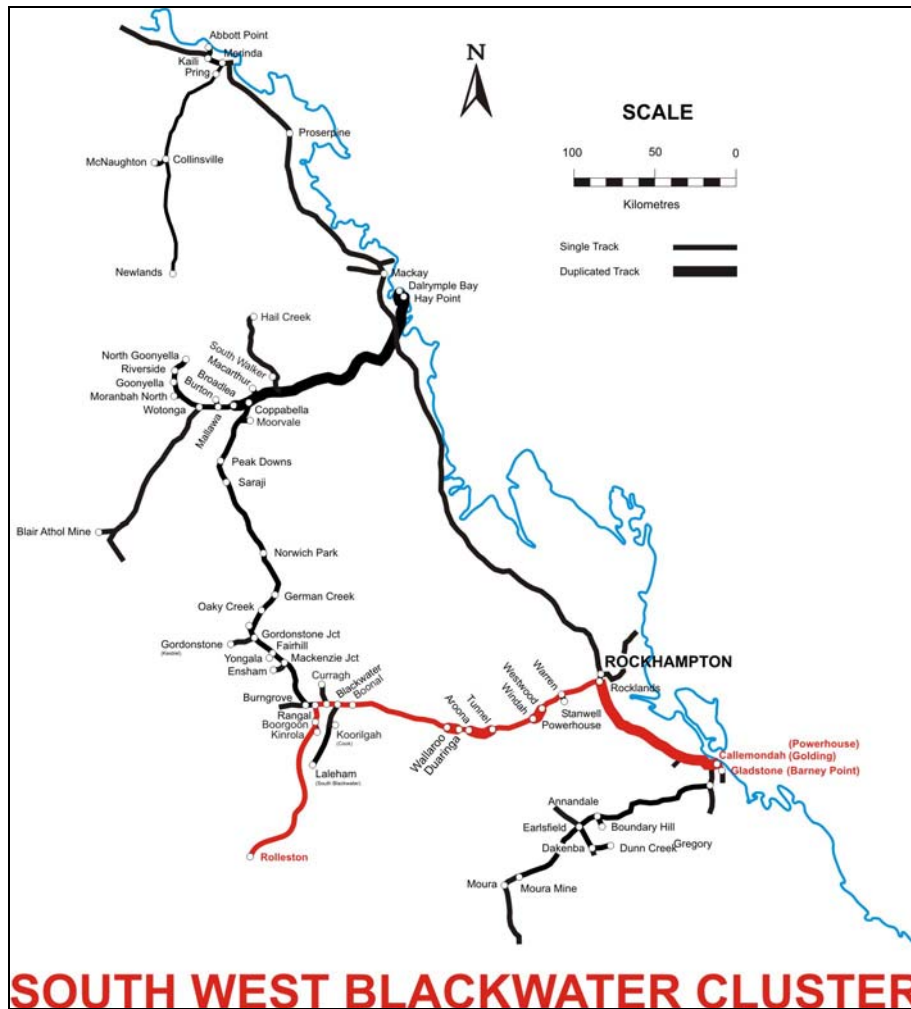 Abbott Point
Kaili
Merinda
Pring
N
SCALE
100 50 0
Kilometres
Single Track
Duplicated Track
Proserpine
McNaughton
Collinsville
Newlands
Mackay
Dalrymple Bay
Hay Point
Hail Creek
North Goonyella
Riverside
Goonyella
Moranbah North
Wotonga
South Walker
Macarthur
Broadlea
Burton
Mallawa
Coppabella
Moorvale
Peak Downs
Saraji
Blair Athol Mine
Norwich Park
German Creek
Oaky Creek
Gordonstone Jct
Gordonstone
(Kestrel)
Fairhill
Yongala
Mackenzie Jct
Ensham
Curragh
Burngrove
Blackwater
Boonal
Rangal
Boorgoon
Kinrola
Koorilgah
(Cook)
Laleham
(South Blackwater)
Rolleston
Wallaroo
Duaringa
Aroona
Tunnel
Windah
Westwood
Warren
Stanwell
Powerhouse
ROCKHAMPTON
Rocklands
Callemondah (Powerhouse)
(Golding)
Gladstone (Barney Point)
Annandale
Earlsfield
Boundary Hill
Dakenba
Dunn Creek
Gregory
Moura
Moura Mine
SOUTH WEST BLACKWATER CLUSTER